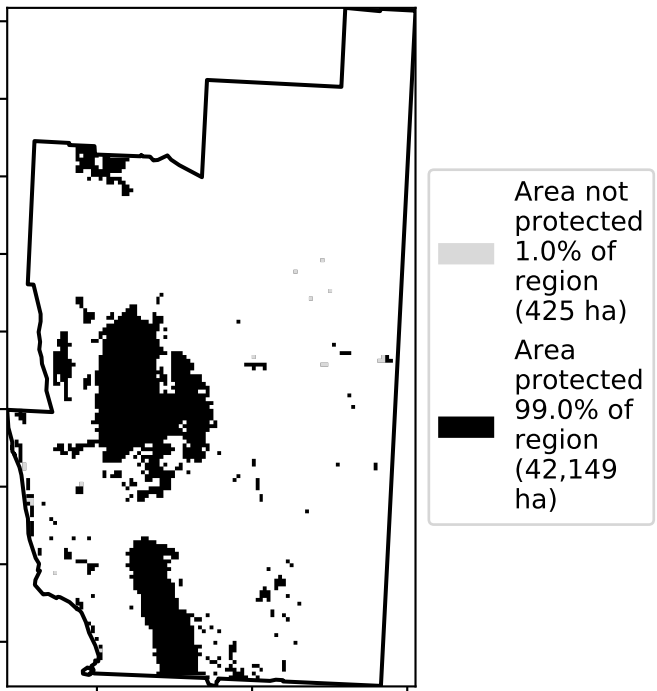 Area not
protected
1.0% of
region
(425 ha)
Area
protected
99.0% of
region
(42,149
ha)